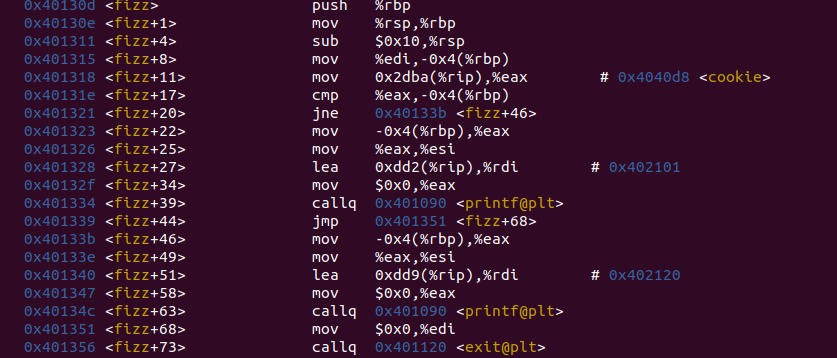 0x40130d <fizz> push %rbp
0x40130e <fizz+1> mov %rsp,%rbp
0x401311 <fizz+4> sub $0x10,%rsp
0x401315 <fizz+8> mov %edi,-0x4(%rbp)
0x401318 <fizz+11> mov 0x2dba(%rip),%eax # 0x4040d8 <cookie>
0x40131e <fizz+17> cmp %eax,-0x4(%rbp)
0x401321 <fizz+20> jne 0x40133b <fizz+46>
0x401323 <fizz+22> mov -0x4(%rbp),%eax
0x401326 <fizz+25> mov %eax,%esi
0x401328 <fizz+27> lea 0xdd2(%rip),%rdi # 0x402101
0x40132f <fizz+34> mov $0x0,%eax
0x401334 <fizz+39> callq 0x401090 <printf@plt>
0x401339 <fizz+44> jmp 0x401351 <fizz+68>
0x40133b <fizz+46> mov -0x4(%rbp),%eax
0x40133e <fizz+49> mov %eax,%esi
0x401340 <fizz+51> lea 0xdd9(%rip),%rdi # 0x402120
0x401347 <fizz+58> mov $0x0,%eax
0x40134c <fizz+63> callq 0x401090 <printf@plt>
0x401351 <fizz+68> mov $0x0,%edi
0x401356 <fizz+73> callq 0x401120 <exit@plt>